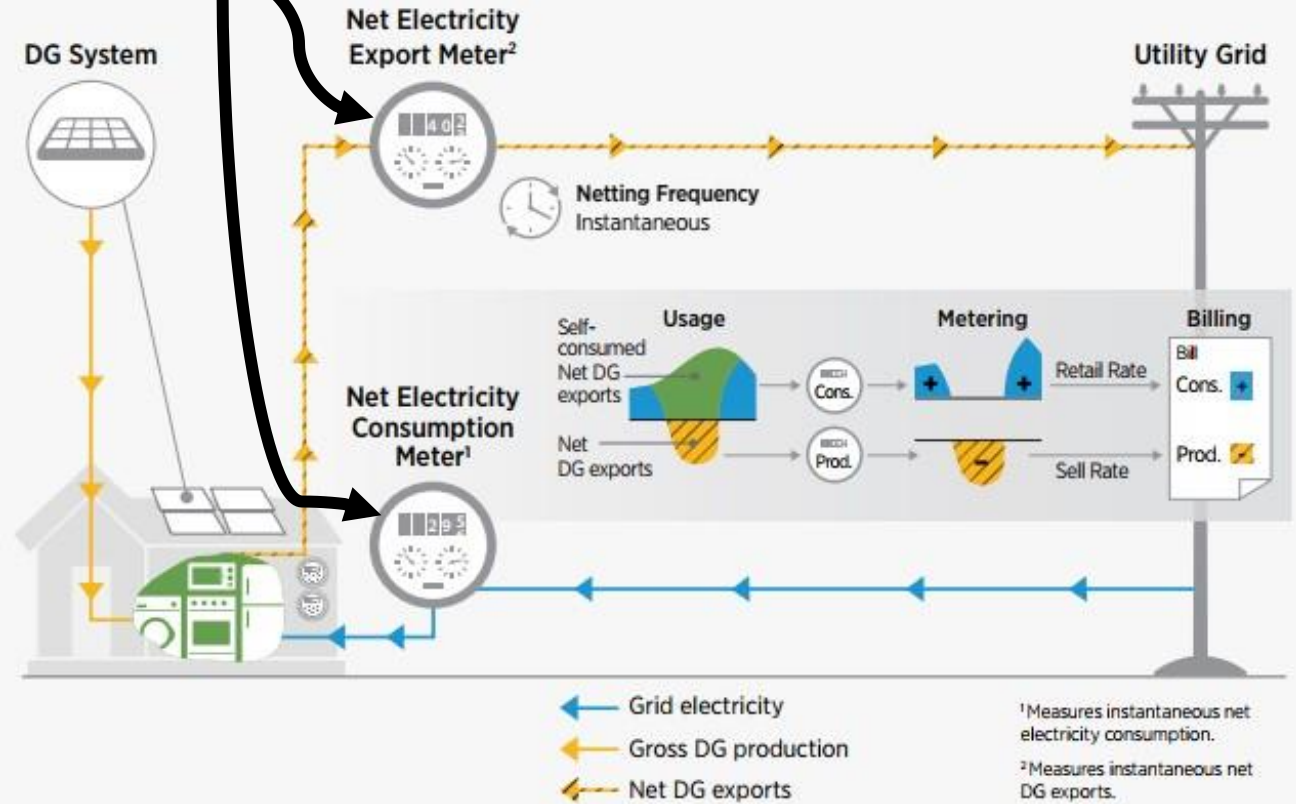 DG System
Net Electricity
Export Meter²
Utility Grid
402
Netting Frequency
Instantaneous
Usage
Metering
Billing
Self-
consumed
Net DG
exports
Net
DG exports
Cons.
Prod.
+
+
-
Retail Rate
Sell Rate
Bill
Cons. +
Prod. -
Net Electricity
Consumption
Meter¹
295
Grid electricity
Gross DG production
Net DG exports
¹Measures instantaneous net
electricity consumption.
²Measures instantaneous net
DG exports.